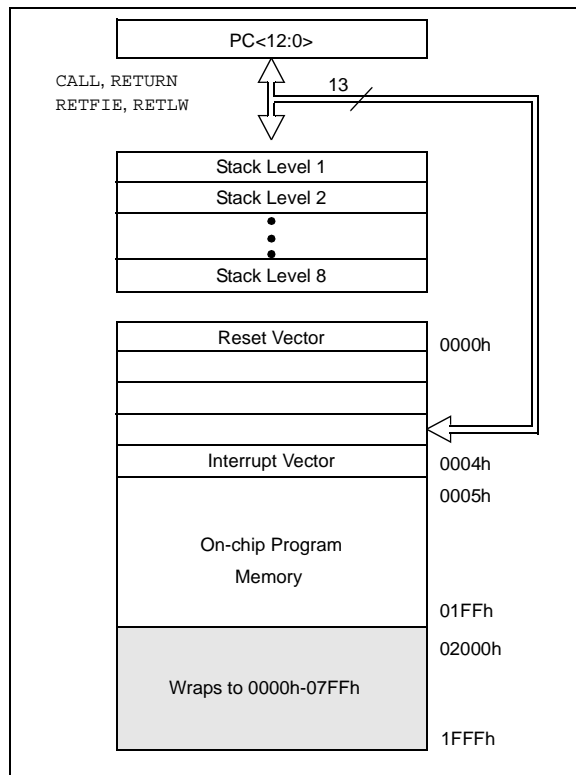 PC<12:0>
CALL, RETURN
RETFIE, RETLW
13
Stack Level 1
Stack Level 2
Stack Level 8
Reset Vector
0000h
Interrupt Vector
0004h
0005h
On-chip Program
Memory
01FFh
02000h
Wraps to 0000h-07FFh
1FFFh